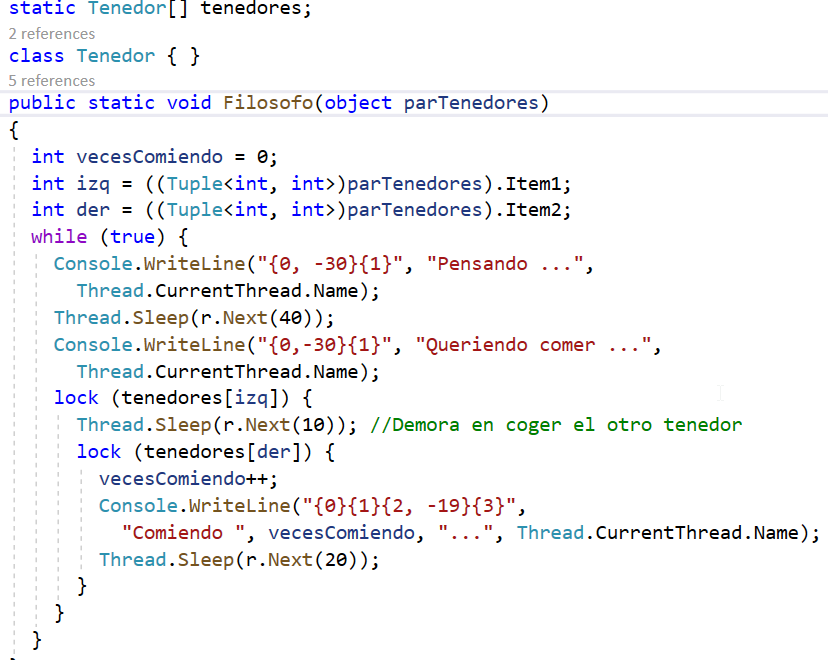 static Tenedor[] tenedores;
2 references
class Tenedor { }
5 references
public static void Filosofo(object parTenedores)
{
int vecesComiendo = 0;
int izq = ((Tuple<int, int>)parTenedores).Item1;
int der = ((Tuple<int, int>)parTenedores).Item2;
while (true) {
Console.WriteLine("{0, -30}{1}", "Pensando ...",
Thread.CurrentThread.Name);
Thread.Sleep(r.Next(40));
Console.WriteLine("{0,-30}{1}", "Queriendo comer ...",
Thread.CurrentThread.Name);
lock (tenedores[izq]) {
Thread.Sleep(r.Next(10)); //Demora en coger el otro tenedor
lock (tenedores[der]) {
vecesComiendo++;
Console.WriteLine("{0}{1}{2, -19}{3}",
"Comiendo ", vecesComiendo, "...", Thread.CurrentThread.Name);
Thread.Sleep(r.Next(20));
}
}
}